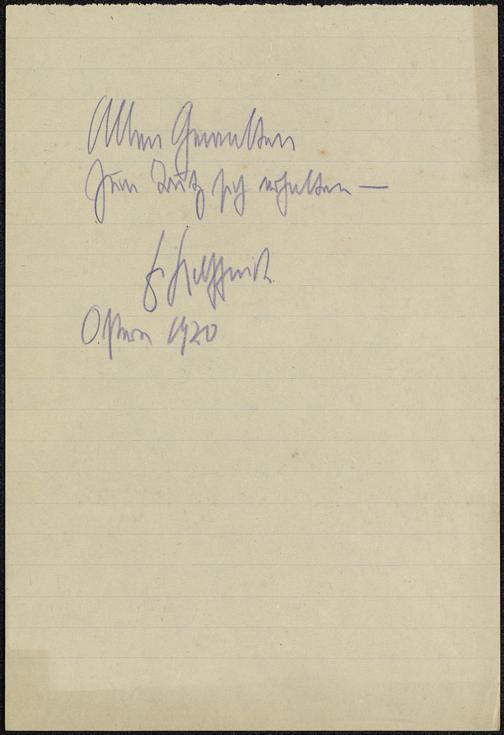 Allen Gewalten
Zum Trutz sich erhalten —
Ostern 1920